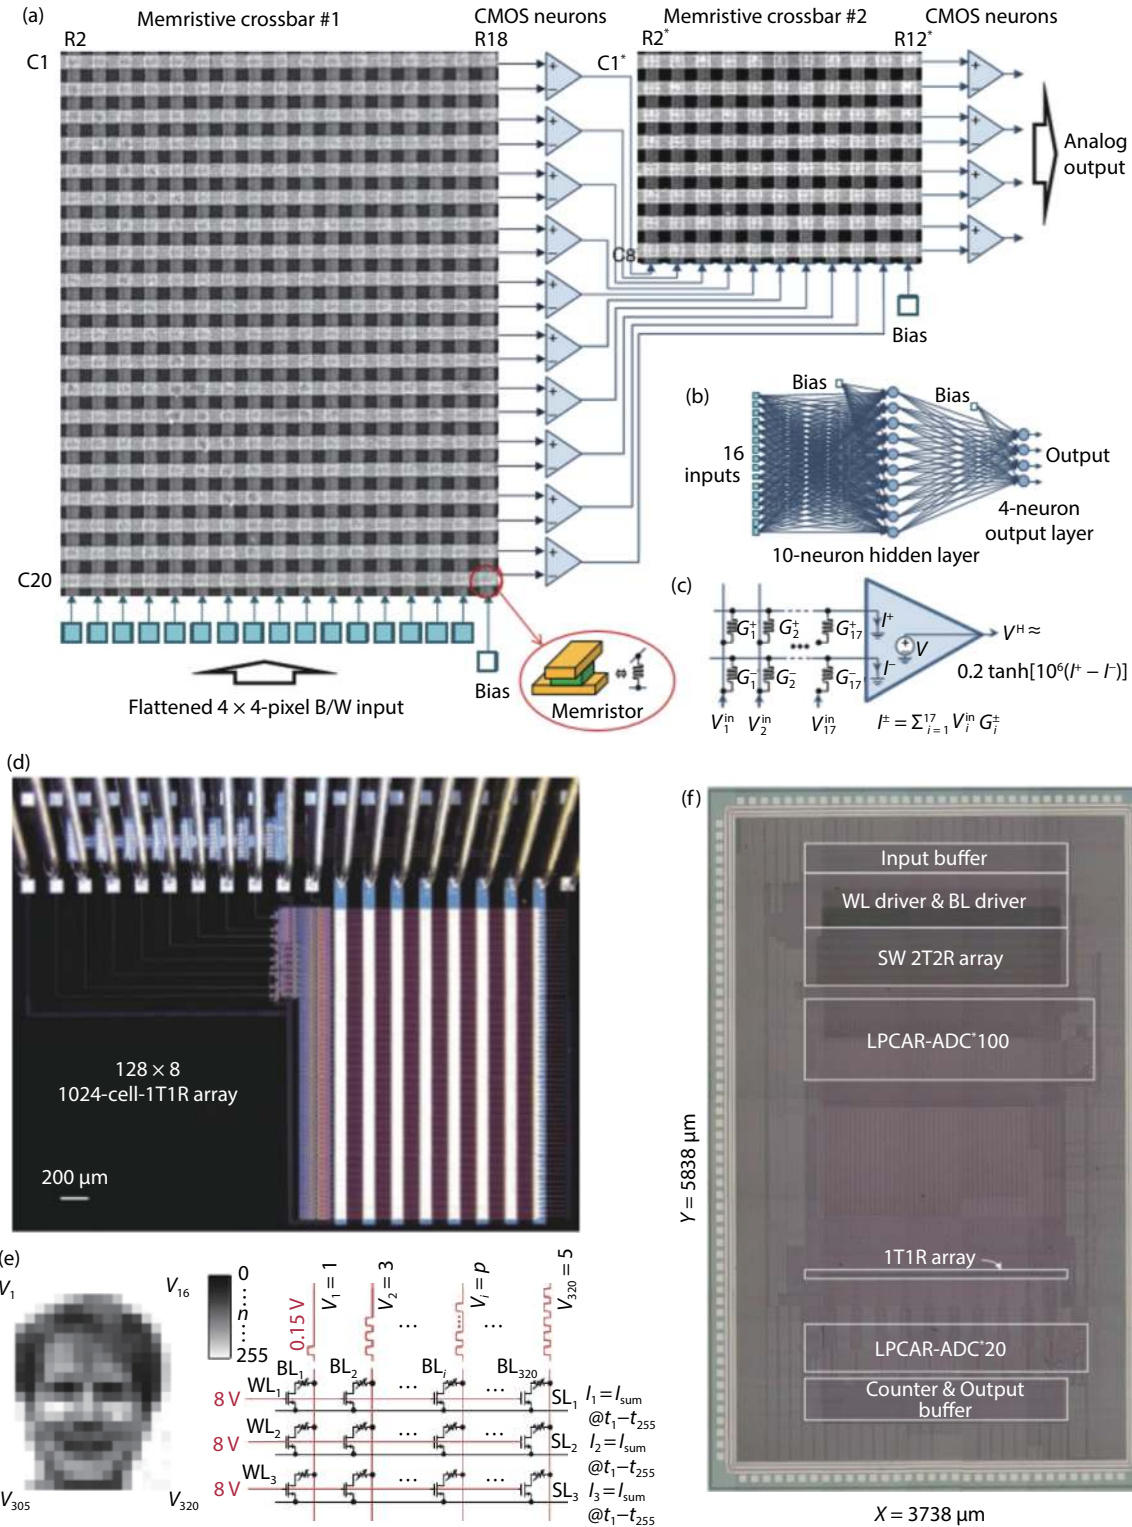 (a)
Memristive crossbar #1
CMOS neurons
Memristive crossbar #2
CMOS neurons
R2
R18
R2*
R12*
C1
C1*
C8
C20
+
−
+
−
+
−
+
−
+
−
+
−
+
−
+
−
+
−
+
−
+
−
+
−
+
−
+
−
Analog
output
Bias
Bias
Flattened 4 × 4-pixel B/W input
Memristor
(b)
Bias
Bias
16
inputs
Output
4-neuron
output layer
10-neuron hidden layer
(c)
G₁⁺ G₂⁺ G₁₇⁺
I⁺
V
I⁻
G₁⁻ G₂⁻ G₁₇⁻
Vᴴ ≈
0.2 tanh[10⁶(I⁺ − I⁻)]
V₁ⁱⁿ V₂ⁱⁿ V₁₇ⁱⁿ
I± = Σ¹⁷ᵢ₌₁ Vᵢⁱⁿ Gᵢ±
(d)
128 × 8
1024-cell-1T1R array
200 μm
(e)
V₁
V₁₆
V₃₀₅
V₃₂₀
0
n
255
0.15 V
V₁ = 1
V₂ = 3
Vᵢ = p
V₃₂₀ = 5
BL₁ BL₂ BLᵢ BL₃₂₀
8 V WL₁ SL₁ I₁ = Isum
@t₁−t₂₅₅
8 V WL₂ SL₂ I₂ = Isum
@t₁−t₂₅₅
8 V WL₃ SL₃ I₃ = Isum
@t₁−t₂₅₅
(f)
Input buffer
WL driver & BL driver
SW 2T2R array
LPCAR-ADC*100
1T1R array
LPCAR-ADC*20
Counter & Output
buffer
Y = 5838 μm
X = 3738 μm